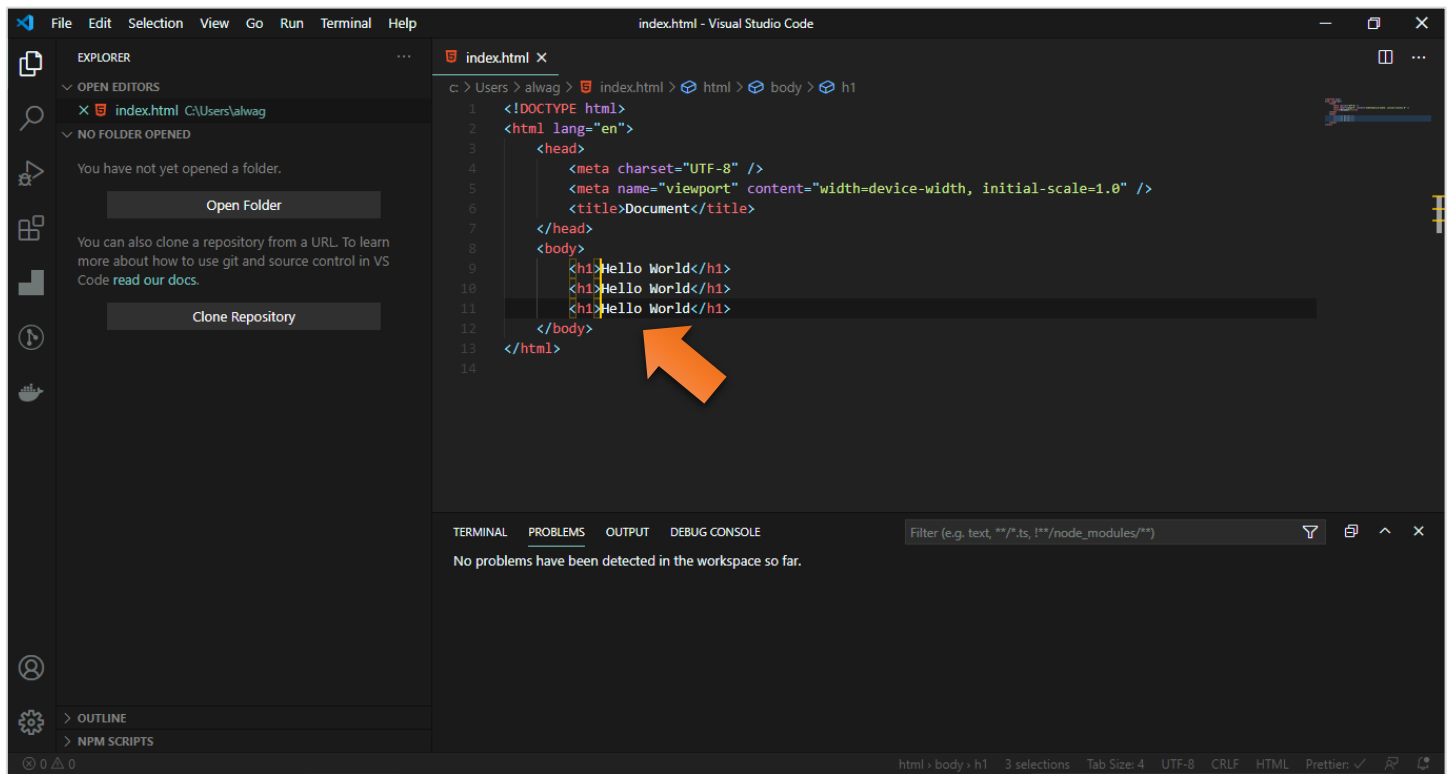 File Edit Selection View Go Run Terminal Help
index.html - Visual Studio Code
EXPLORER
OPEN EDITORS
index.html C:\Users\alwag
NO FOLDER OPENED
You have not yet opened a folder.
Open Folder
You can also clone a repository from a URL. To learn
more about how to use git and source control in VS
Code read our docs.
Clone Repository
OUTLINE
NPM SCRIPTS
index.html
c: > Users > alwag > index.html > html > body > h1
1 <!DOCTYPE html>
2 <html lang="en">
3 <head>
4 <meta charset="UTF-8" />
5 <meta name="viewport" content="width=device-width, initial-scale=1.0" />
6 <title>Document</title>
7 </head>
8 <body>
9 <h1>Hello World</h1>
10 <h1>Hello World</h1>
11 <h1>Hello World</h1>
12 </body>
13 </html>
14
TERMINAL PROBLEMS OUTPUT DEBUG CONSOLE
Filter (e.g. text, **/*.ts, !**/node_modules/**)
No problems have been detected in the workspace so far.
0 0
html > body > h1 3 selections Tab Size: 4 UTF-8 CRLF HTML Prettier: ✓